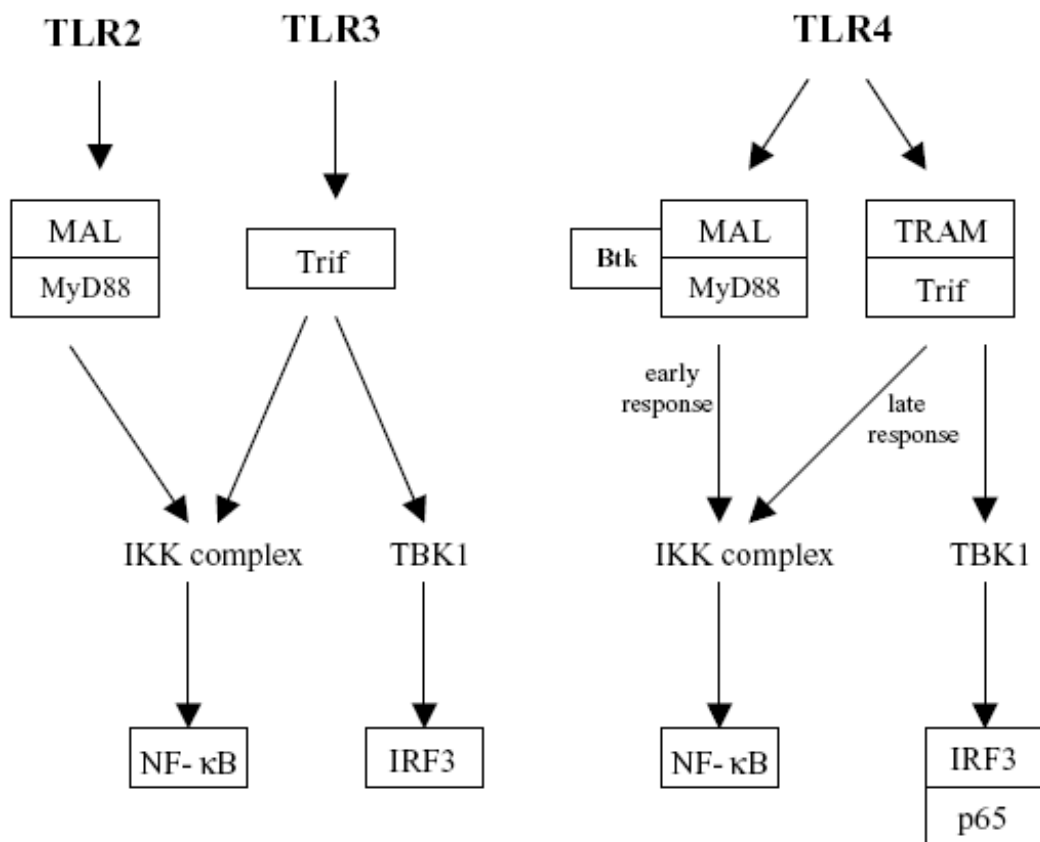 TLR2 TLR3 TLR4
MAL
MyD88
Trif
Btk
MAL
MyD88
TRAM
Trif
early
response
late
response
IKK complex TBK1 IKK complex TBK1
NF- κB
IRF3
NF- κB
IRF3
p65